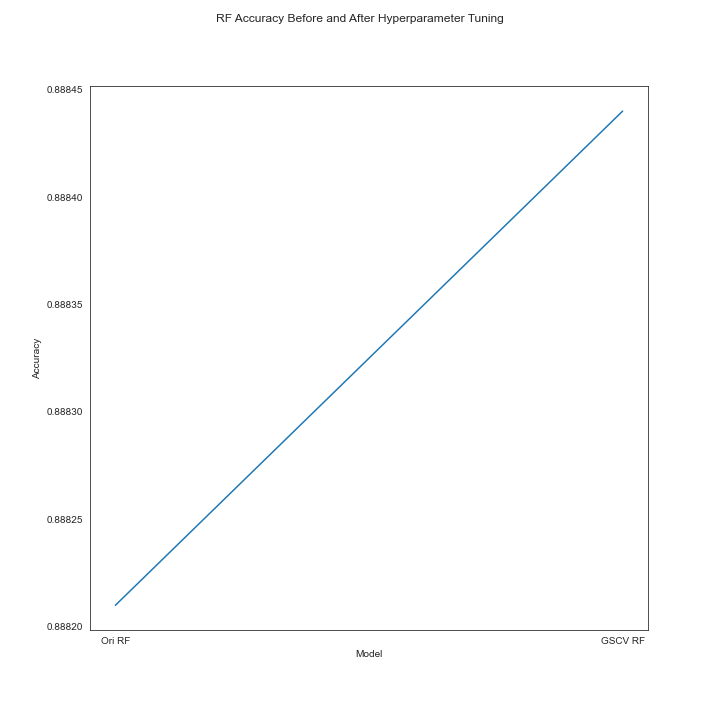 RF Accuracy Before and After Hyperparameter Tuning
0.88845
0.88840
0.88835
0.88830
0.88825
0.88820
Accuracy
Ori RF
GSCV RF
Model